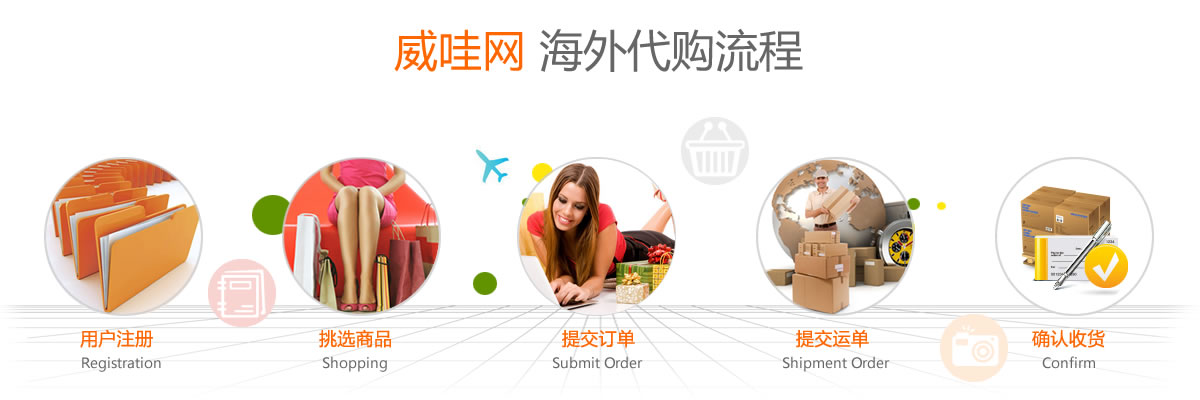 威哇网 海外代购流程
用户注册
Registration
挑选商品
Shopping
提交订单
Submit Order
提交运单
Shipment Order
确认收货
Confirm